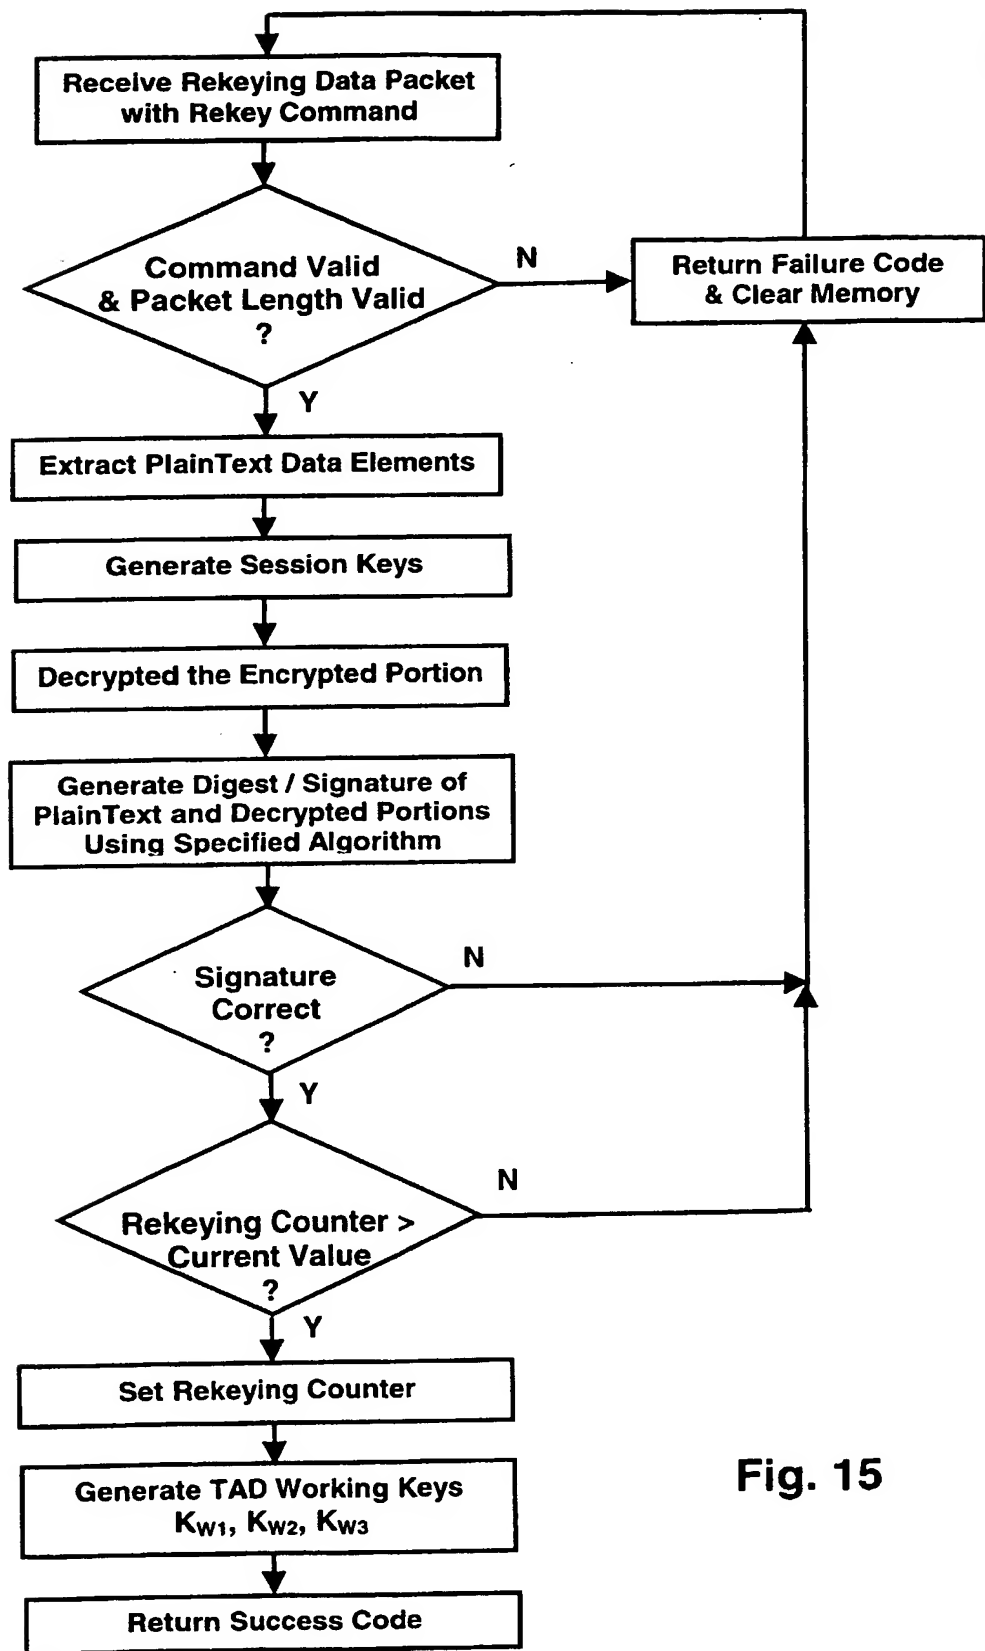 Receive Rekeying Data Packet
with Rekey Command
Command Valid
& Packet Length Valid
?
N
Return Failure Code
& Clear Memory
Y
Extract PlainText Data Elements
Generate Session Keys
Decrypted the Encrypted Portion
Generate Digest / Signature of
PlainText and Decrypted Portions
Using Specified Algorithm
Signature
Correct
?
N
Y
Rekeying Counter >
Current Value
?
N
Y
Set Rekeying Counter
Generate TAD Working Keys
KW1, KW2, KW3
Return Success Code
Fig. 15